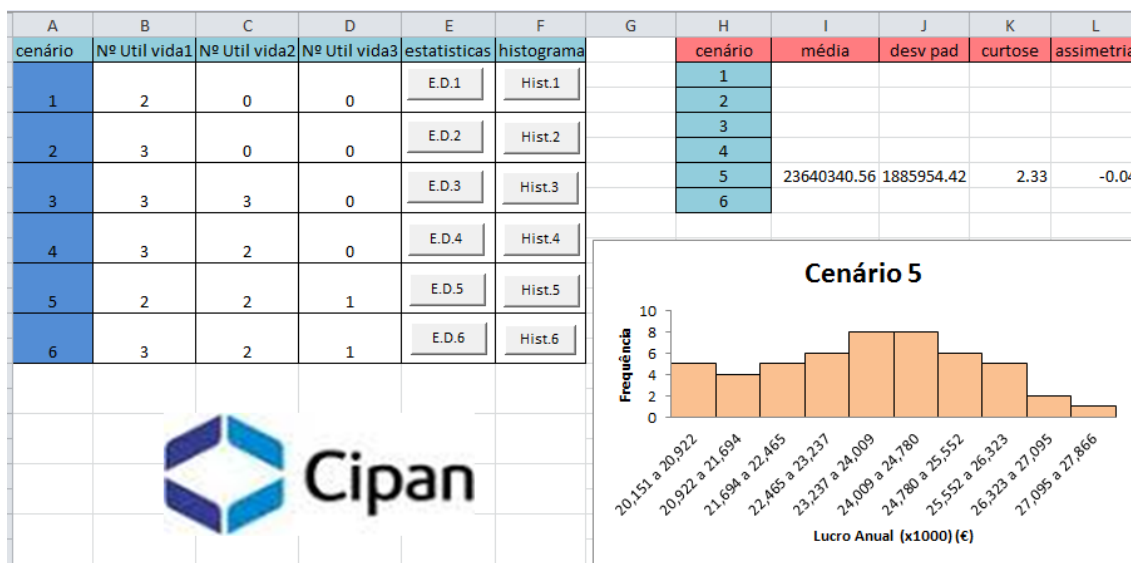 A B C D E F G H I J K L
cenário Nº Util vida1 Nº Util vida2 Nº Util vida3 estatisticas histograma
1 2 0 0 E.D.1 Hist.1
2 3 0 0 E.D.2 Hist.2
3 3 3 0 E.D.3 Hist.3
4 3 2 0 E.D.4 Hist.4
5 2 2 1 E.D.5 Hist.5
6 3 2 1 E.D.6 Hist.6
cenário média desv pad curtose assimetria
1
2
3
4
5 23640340.56 1885954.42 2.33 -0.04
6
Cipan
Cenário 5
Frequência
10
8
6
4
2
0
20,151 a 20,922
20,922 a 21,694
21,694 a 22,465
22,465 a 23,237
23,237 a 24,009
24,009 a 24,780
24,780 a 25,552
25,552 a 26,323
26,323 a 27,095
27,095 a 27,866
Lucro Anual (x1000) (€)